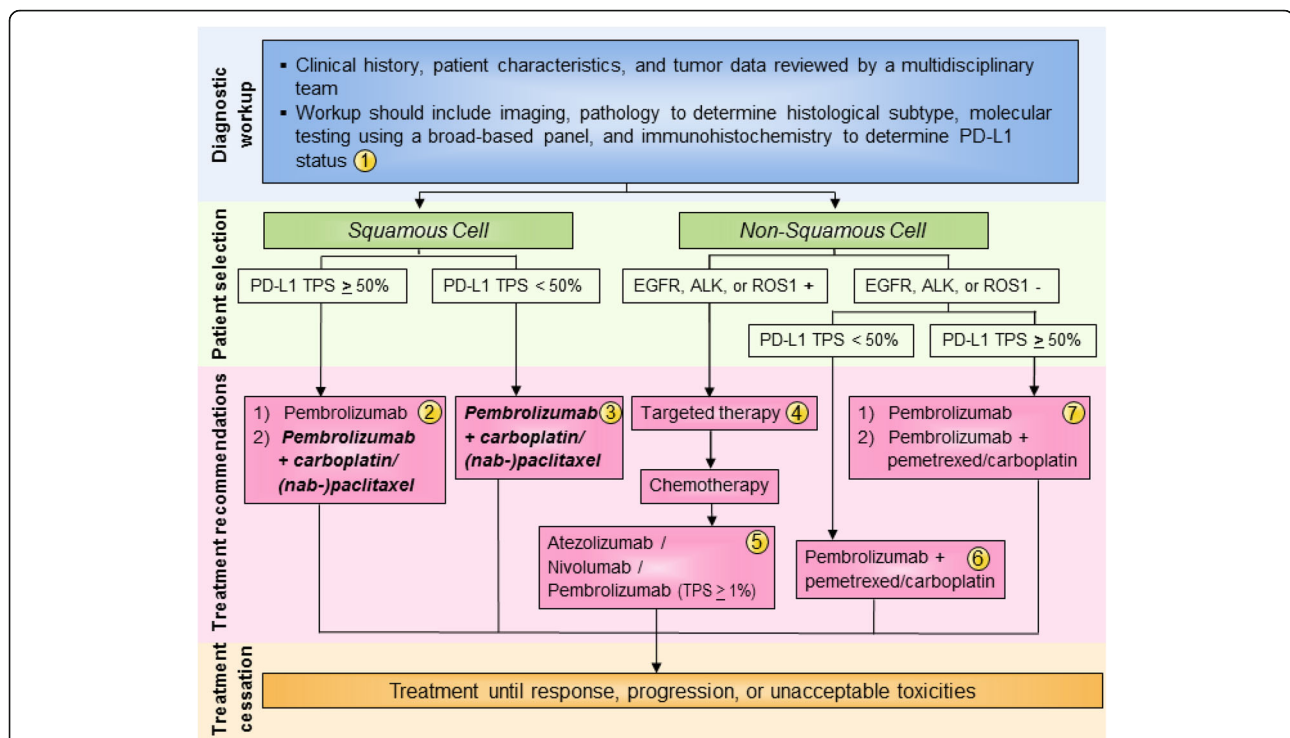 Diagnostic
workup
▪ Clinical history, patient characteristics, and tumor data reviewed by a multidisciplinary
team
▪ Workup should include imaging, pathology to determine histological subtype, molecular
testing using a broad-based panel, and immunohistochemistry to determine PD-L1
status 1
Patient selection
Squamous Cell
Non-Squamous Cell
PD-L1 TPS ≥ 50%
PD-L1 TPS < 50%
EGFR, ALK, or ROS1 +
EGFR, ALK, or ROS1 -
PD-L1 TPS < 50%
PD-L1 TPS ≥ 50%
Treatment recommendations
1) Pembrolizumab 2
2) Pembrolizumab
+ carboplatin/
(nab-)paclitaxel
Pembrolizumab 3
+ carboplatin/
(nab-)paclitaxel
Targeted therapy 4
Chemotherapy
Atezolizumab / 5
Nivolumab /
Pembrolizumab (TPS ≥ 1%)
Pembrolizumab + 6
pemetrexed/carboplatin
1) Pembrolizumab 7
2) Pembrolizumab +
pemetrexed/carboplatin
Treatment
cessation
Treatment until response, progression, or unacceptable toxicities